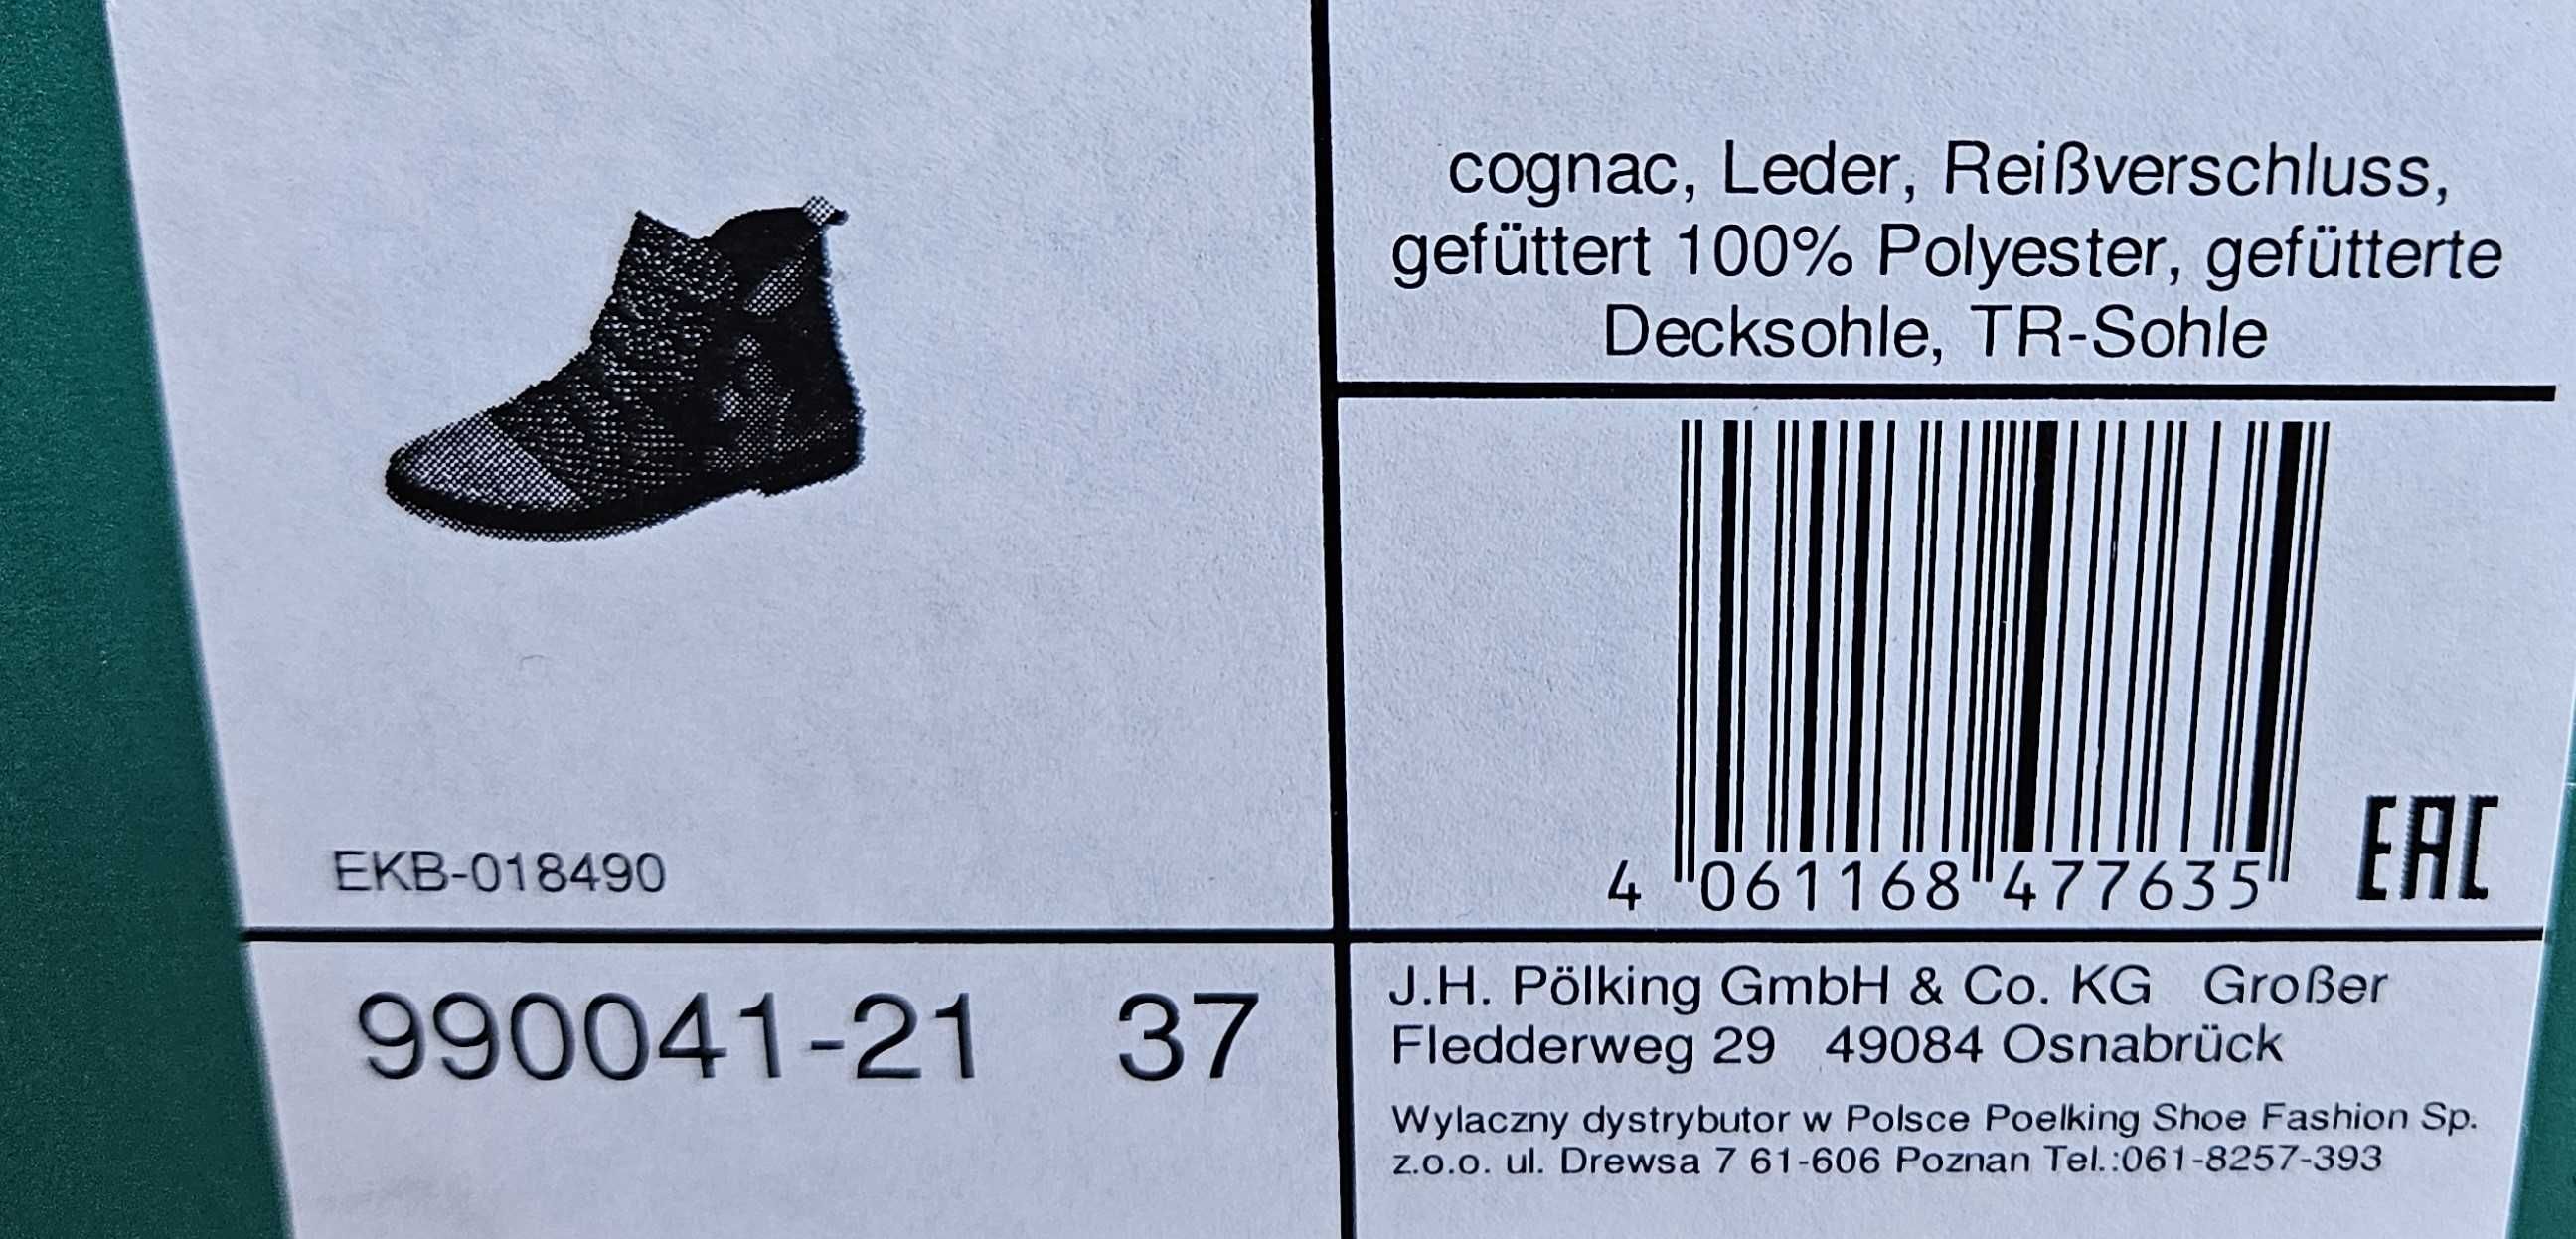 cognac, Leder, Reißverschluss,
gefüttert 100% Polyester, gefütterte
Decksohle, TR-Sohle
EKB-018490
4 061168 477635
EAC
990041-21 37
J.H. Pölking GmbH & Co. KG Großer
Fledderweg 29 49084 Osnabrück
Wylaczny dystrybutor w Polsce Poelking Shoe Fashion Sp.
z.o.o. ul. Drewsa 7 61-606 Poznan Tel.:061-8257-393